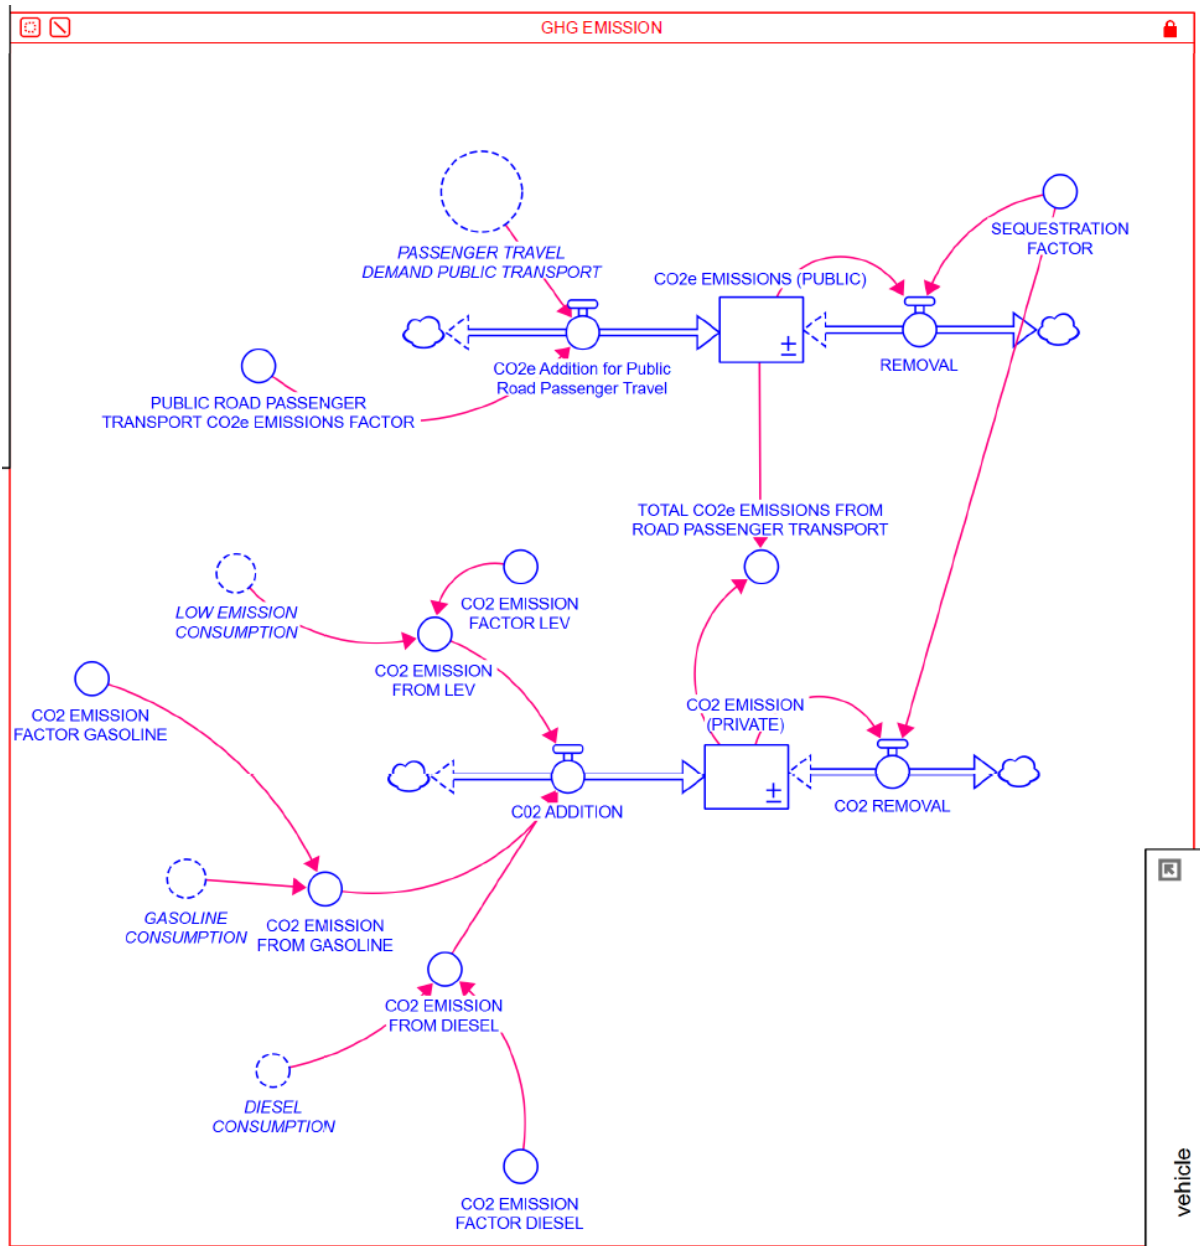 GHG EMISSION
PASSENGER TRAVEL
DEMAND PUBLIC TRANSPORT
SEQUESTRATION
FACTOR
CO2e EMISSIONS (PUBLIC)
CO2e Addition for Public
Road Passenger Travel
REMOVAL
PUBLIC ROAD PASSENGER
TRANSPORT CO2e EMISSIONS FACTOR
TOTAL CO2e EMISSIONS FROM
ROAD PASSENGER TRANSPORT
LOW EMISSION
CONSUMPTION
CO2 EMISSION
FACTOR LEV
CO2 EMISSION
FROM LEV
CO2 EMISSION
FACTOR GASOLINE
CO2 EMISSION
(PRIVATE)
C02 ADDITION
CO2 REMOVAL
GASOLINE
CONSUMPTION
CO2 EMISSION
FROM GASOLINE
CO2 EMISSION
FROM DIESEL
DIESEL
CONSUMPTION
CO2 EMISSION
FACTOR DIESEL
vehicle